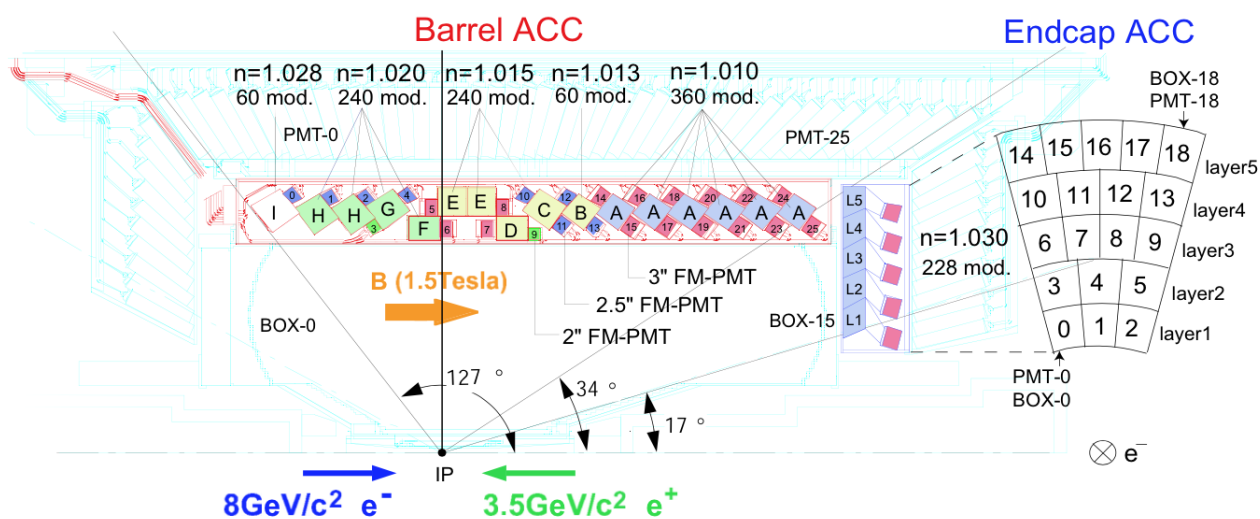 Barrel ACC
Endcap ACC
n=1.028
60 mod.
n=1.020
240 mod.
n=1.015
240 mod.
n=1.013
60 mod.
n=1.010
360 mod.
PMT-0
PMT-25
BOX-18
PMT-18
0 1 2 4 10 12 14 16 18 20 22 24
I H H G E E C B A A A A A A
3 5 6 7 8 9 11 13 15 17 19 21 23 25
F D
L5
L4
L3
L2
L1
n=1.030
228 mod.
14 15 16 17 18 layer5
10 11 12 13 layer4
6 7 8 9 layer3
3 4 5 layer2
0 1 2 layer1
PMT-0
BOX-0
B (1.5Tesla)
3" FM-PMT
2.5" FM-PMT
2" FM-PMT
BOX-0
BOX-15
127 °
34 °
17 °
IP
e⁻
8GeV/c² e⁻
3.5GeV/c² e⁺